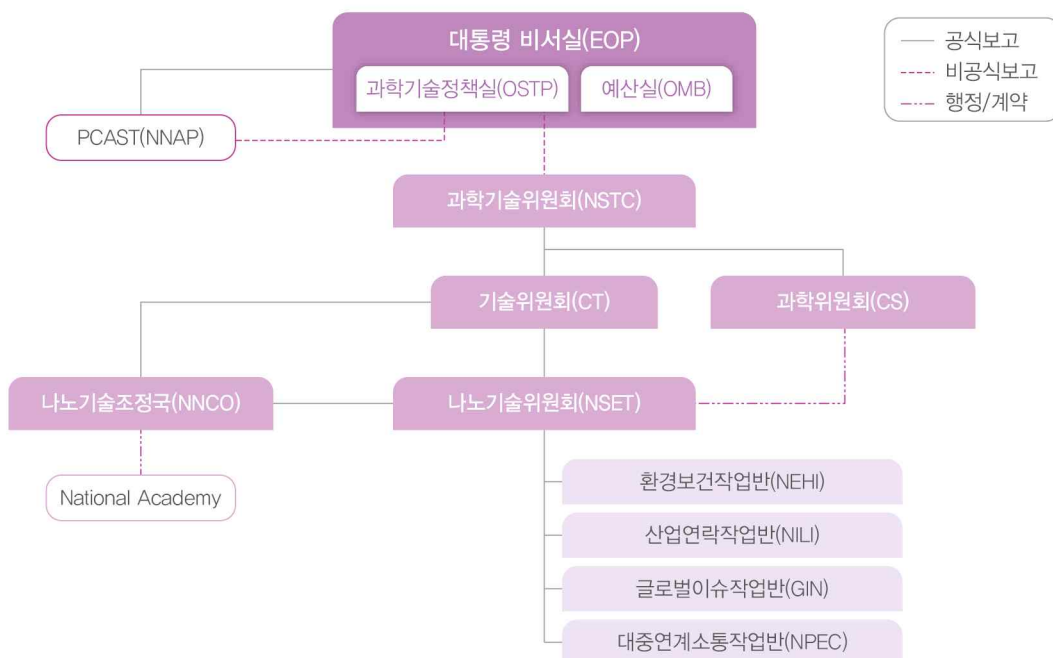 대통령 비서실(EOP)
과학기술정책실(OSTP)
예산실(OMB)
공식보고
비공식보고
행정/계약
PCAST(NNAP)
과학기술위원회(NSTC)
기술위원회(CT)
과학위원회(CS)
나노기술조정국(NNCO)
나노기술위원회(NSET)
National Academy
환경보건작업반(NEHI)
산업연락작업반(NILI)
글로벌이슈작업반(GIN)
대중연계소통작업반(NPEC)